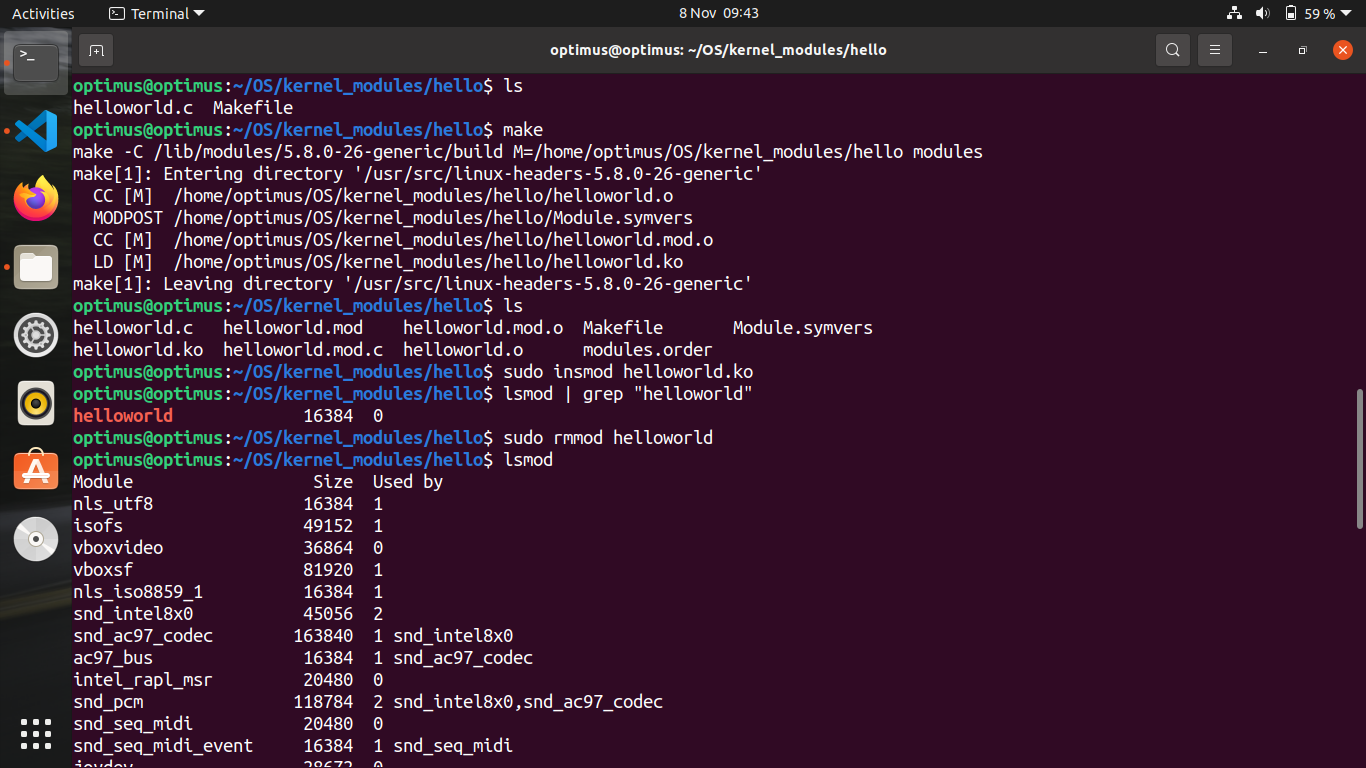 Activities Terminal 8 Nov 09:43 59 %
optimus@optimus: ~/OS/kernel_modules/hello
optimus@optimus:~/OS/kernel_modules/hello$ ls
helloworld.c  Makefile
optimus@optimus:~/OS/kernel_modules/hello$ make
make -C /lib/modules/5.8.0-26-generic/build M=/home/optimus/OS/kernel_modules/hello modules
make[1]: Entering directory '/usr/src/linux-headers-5.8.0-26-generic'
  CC [M]  /home/optimus/OS/kernel_modules/hello/helloworld.o
  MODPOST /home/optimus/OS/kernel_modules/hello/Module.symvers
  CC [M]  /home/optimus/OS/kernel_modules/hello/helloworld.mod.o
  LD [M]  /home/optimus/OS/kernel_modules/hello/helloworld.ko
make[1]: Leaving directory '/usr/src/linux-headers-5.8.0-26-generic'
optimus@optimus:~/OS/kernel_modules/hello$ ls
helloworld.c   helloworld.mod    helloworld.mod.o  Makefile       Module.symvers
helloworld.ko  helloworld.mod.c  helloworld.o      modules.order
optimus@optimus:~/OS/kernel_modules/hello$ sudo insmod helloworld.ko
optimus@optimus:~/OS/kernel_modules/hello$ lsmod | grep "helloworld"
helloworld             16384  0
optimus@optimus:~/OS/kernel_modules/hello$ sudo rmmod helloworld
optimus@optimus:~/OS/kernel_modules/hello$ lsmod
Module                  Size  Used by
nls_utf8               16384  1
isofs                  49152  1
vboxvideo              36864  0
vboxsf                 81920  1
nls_iso8859_1          16384  1
snd_intel8x0           45056  2
snd_ac97_codec        163840  1 snd_intel8x0
ac97_bus               16384  1 snd_ac97_codec
intel_rapl_msr         20480  0
snd_pcm               118784  2 snd_intel8x0,snd_ac97_codec
snd_seq_midi           20480  0
snd_seq_midi_event     16384  1 snd_seq_midi